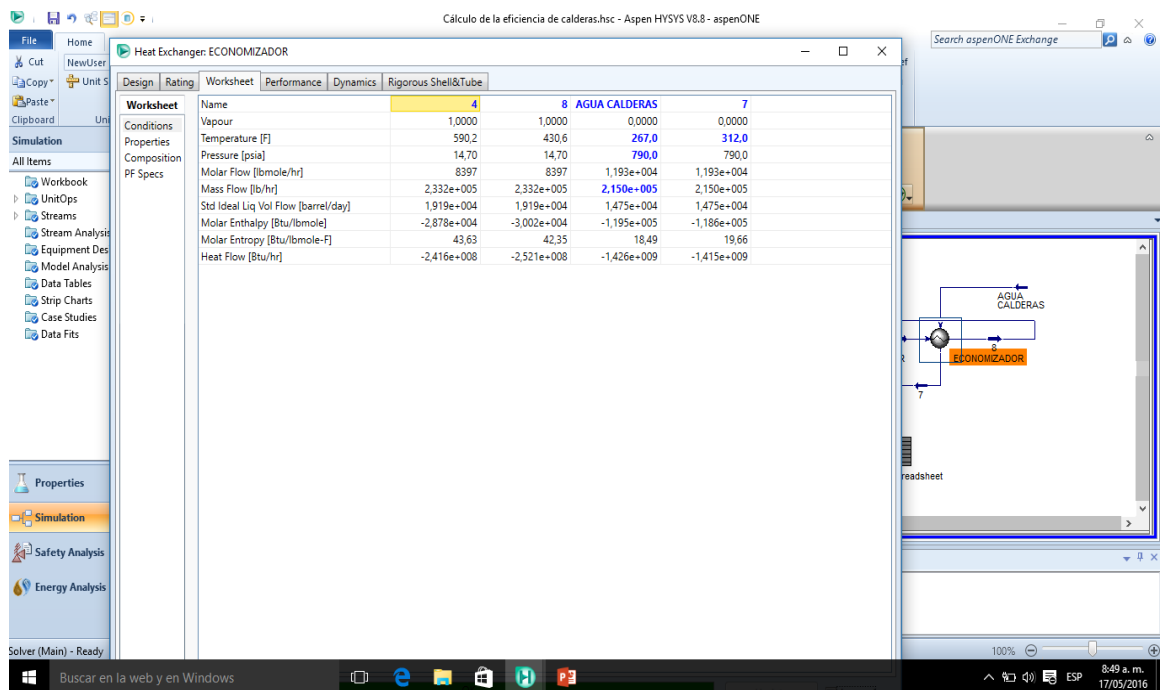 Cálculo de la eficiencia de calderas.hsc - Aspen HYSYS V8.8 - aspenONE
File Home Search aspenONE Exchange
Cut NewUser
Copy Unit S
Paste
Clipboard Uni
Heat Exchanger: ECONOMIZADOR
Design Rating Worksheet Performance Dynamics Rigorous Shell&Tube
Worksheet
Conditions
Properties
Composition
PF Specs
Name 4 8 AGUA CALDERAS 7
Vapour 1,0000 1,0000 0,0000 0,0000
Temperature [F] 590,2 430,6 267,0 312,0
Pressure [psia] 14,70 14,70 790,0 790,0
Molar Flow [lbmole/hr] 8397 8397 1,193e+004 1,193e+004
Mass Flow [lb/hr] 2,332e+005 2,332e+005 2,150e+005 2,150e+005
Std Ideal Liq Vol Flow [barrel/day] 1,919e+004 1,919e+004 1,475e+004 1,475e+004
Molar Enthalpy [Btu/lbmole] -2,878e+004 -3,002e+004 -1,195e+005 -1,186e+005
Molar Entropy [Btu/lbmole-F] 43,63 42,35 18,49 19,66
Heat Flow [Btu/hr] -2,416e+008 -2,521e+008 -1,426e+009 -1,415e+009
Simulation
All Items
Workbook
UnitOps
Streams
Stream Analysis
Equipment Des
Model Analysis
Data Tables
Strip Charts
Case Studies
Data Fits
Properties
Simulation
Safety Analysis
Energy Analysis
AGUA
CALDERAS
8
ECONOMIZADOR
7
readsheet
Solver (Main) - Ready
100%
Buscar en la web y en Windows
ESP
8:49 a. m.
17/05/2016